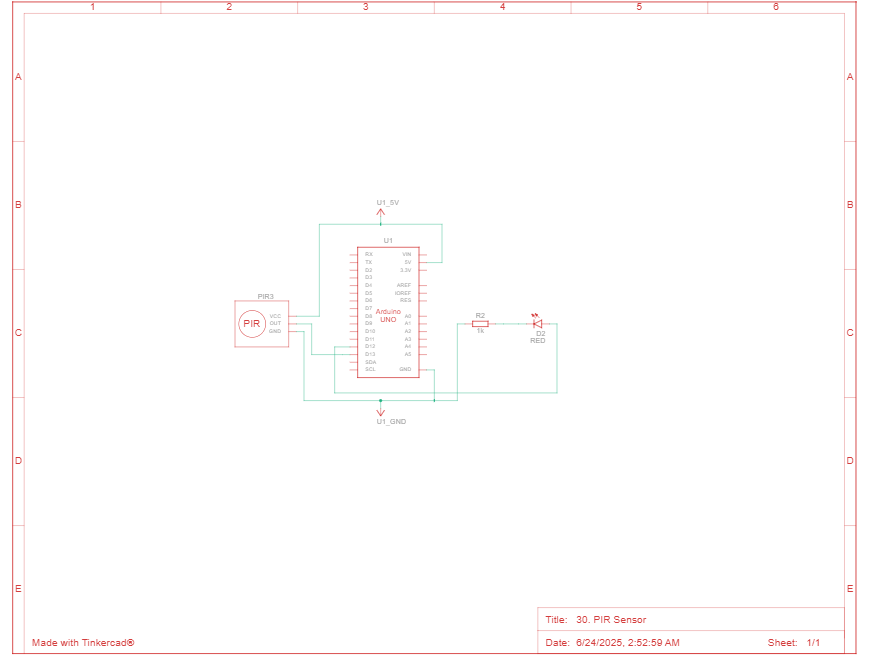 1 2 3 4 5 6
A A
B B
U1_5V
U1
RX VIN
TX 5V
D2 3.3V
D3
D4 AREF
D5 IOREF
D6 RES
D7
D8 A0
D9 A1
D10 A2
D11 A3
D12 A4
D13 A5
SDA
SCL GND
Arduino
UNO
PIR3
PIR
VCC
OUT
GND
R2
1k
D2
RED
C C
U1_GND
D D
E E
Title: 30. PIR Sensor
Made with Tinkercad®
Date: 6/24/2025, 2:52:59 AM
Sheet: 1/1